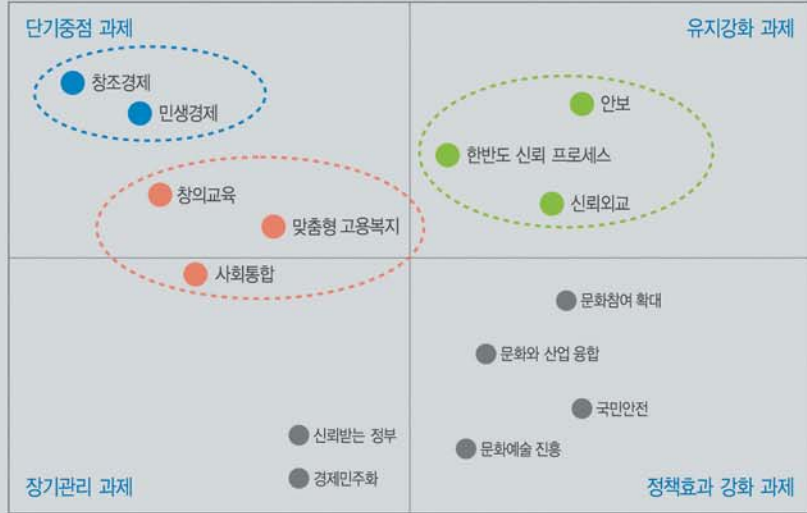 단기중점 과제
유지강화 과제
창조경제
민생경제
안보
한반도 신뢰 프로세스
신뢰외교
창의교육
맞춤형 고용복지
사회통합
문화참여 확대
문화와 산업 융합
국민안전
문화예술 진흥
신뢰받는 정부
경제민주화
장기관리 과제
정책효과 강화 과제